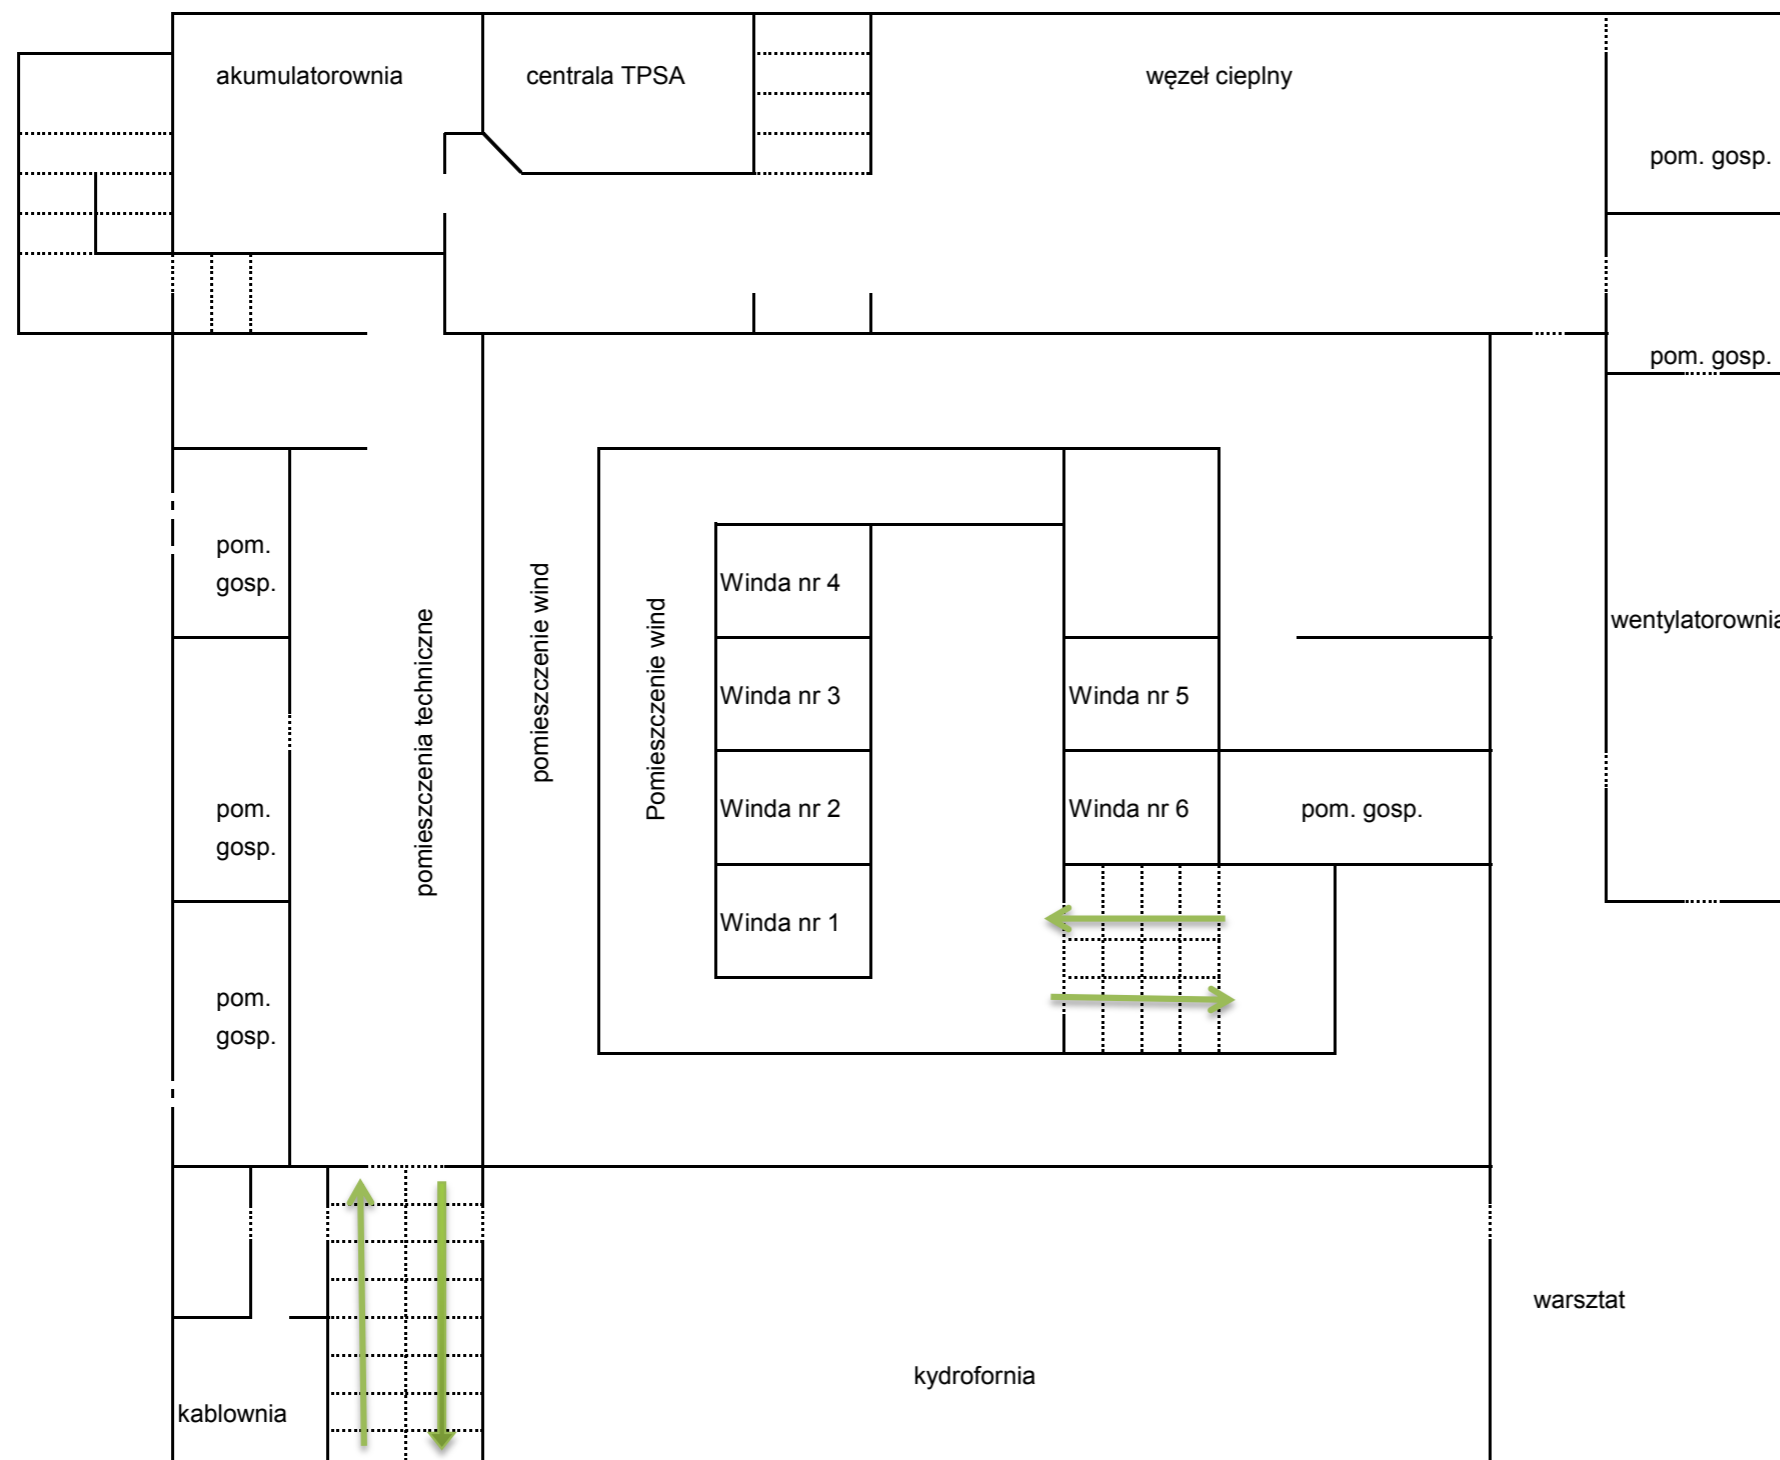 akumulatorownia
centrala TPSA
węzeł cieplny
pom. gosp.
pom. gosp.
pom.
gosp.
pomieszczenia techniczne
pomieszczenie wind
Pomieszczenie wind
Winda nr 4
wentylatorownia
Winda nr 3
Winda nr 5
pom.
gosp.
Winda nr 2
Winda nr 6
pom. gosp.
Winda nr 1
pom.
gosp.
warsztat
kydrofornia
kablownia